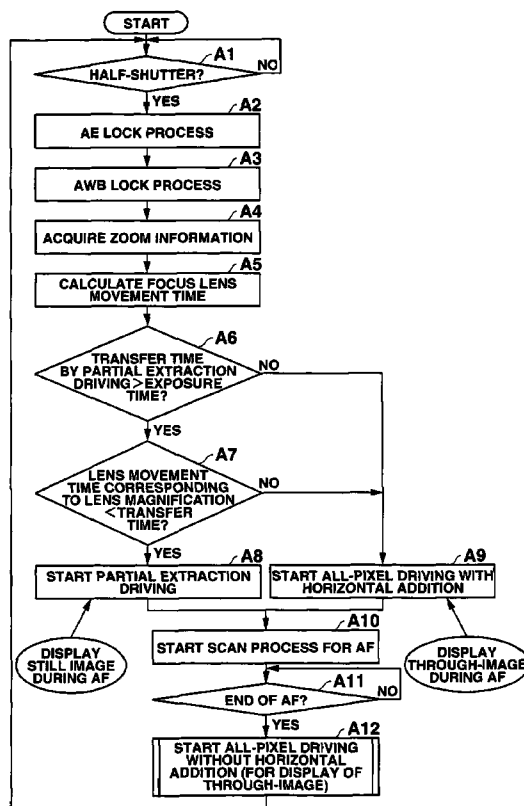 START
A1
HALF-SHUTTER?
NO
YES
A2
AE LOCK PROCESS
A3
AWB LOCK PROCESS
A4
ACQUIRE ZOOM INFORMATION
A5
CALCULATE FOCUS LENS
MOVEMENT TIME
A6
TRANSFER TIME
BY PARTIAL EXTRACTION
DRIVING>EXPOSURE
TIME?
NO
YES
A7
LENS MOVEMENT
TIME CORRESPONDING
TO LENS MAGNIFICATION
<TRANSFER
TIME?
NO
YES
A8
START PARTIAL EXTRACTION
DRIVING
A9
START ALL-PIXEL DRIVING WITH
HORIZONTAL ADDITION
DISPLAY
STILL IMAGE
DURING AF
A10
START SCAN PROCESS FOR AF
DISPLAY
THROUGH-IMAGE
DURING AF
A11
END OF AF?
NO
YES
A12
START ALL-PIXEL DRIVING
WITHOUT HORIZONTAL
ADDITION (FOR DISPLAY OF
THROUGH-IMAGE)